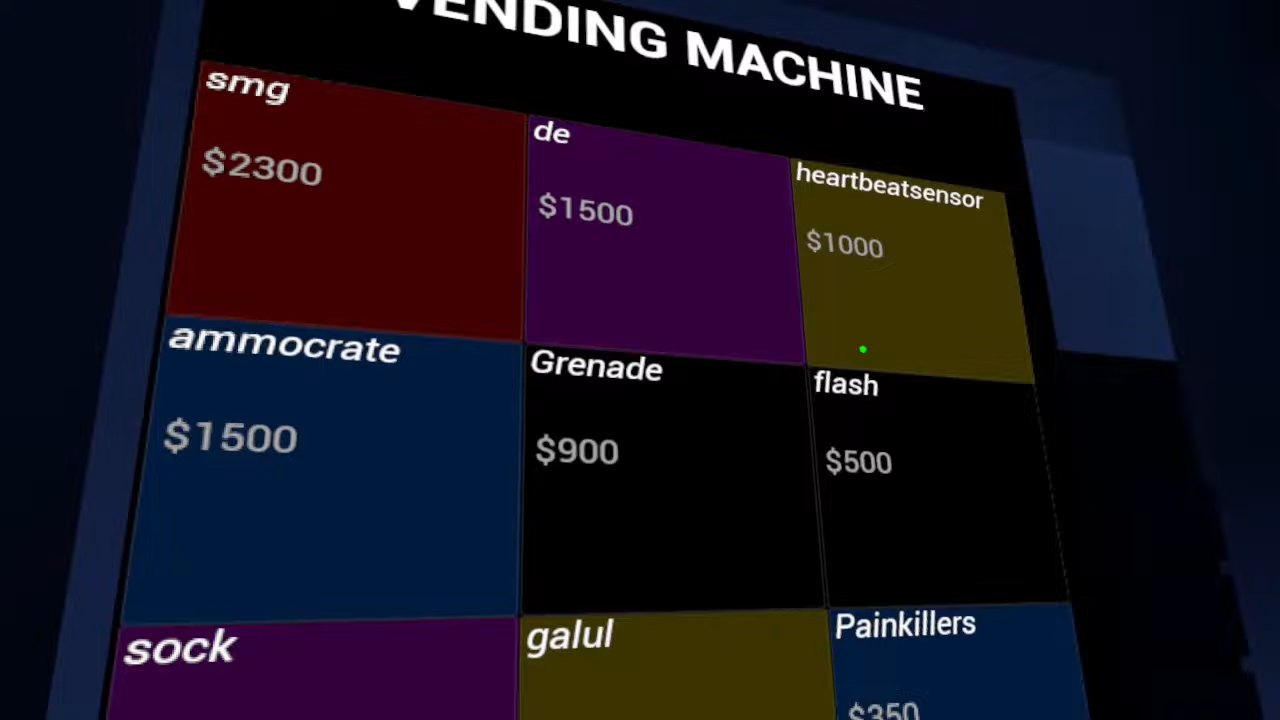 VENDING MACHINE
smg
$2300
de
$1500
heartbeatsensor
$1000
ammocrate
$1500
Grenade
$900
flash
$500
sock
galul
Painkillers
$350